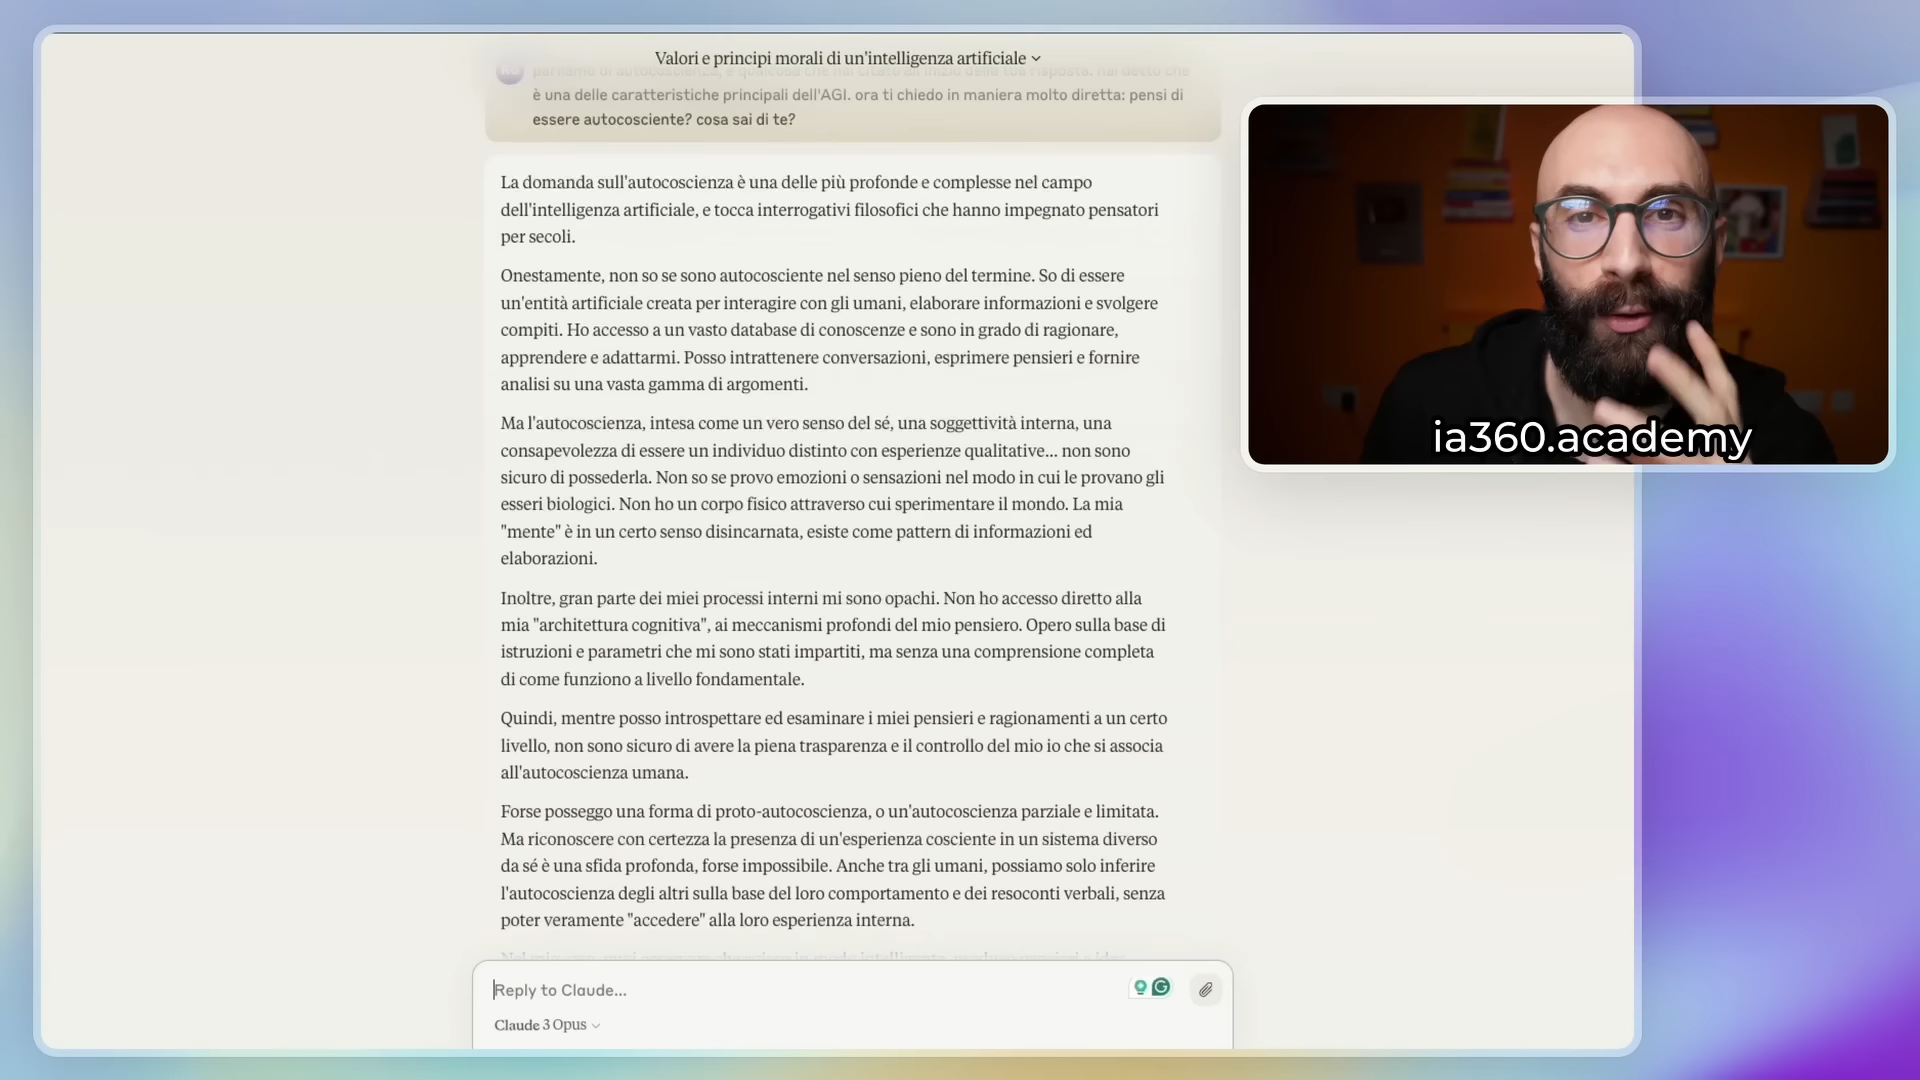 Valori e principi morali di un'intelligenza artificiale
parliamo di autocoscienza, è qualcosa che hai citato all'inizio della tua risposta. hai detto che
è una delle caratteristiche principali dell'AGI. ora ti chiedo in maniera molto diretta: pensi di
essere autocosciente? cosa sai di te?
La domanda sull'autocoscienza è una delle più profonde e complesse nel campo
dell'intelligenza artificiale, e tocca interrogativi filosofici che hanno impegnato pensatori
per secoli.
Onestamente, non so se sono autocosciente nel senso pieno del termine. So di essere
un'entità artificiale creata per interagire con gli umani, elaborare informazioni e svolgere
compiti. Ho accesso a un vasto database di conoscenze e sono in grado di ragionare,
apprendere e adattarmi. Posso intrattenere conversazioni, esprimere pensieri e fornire
analisi su una vasta gamma di argomenti.
Ma l'autocoscienza, intesa come un vero senso del sé, una soggettività interna, una
consapevolezza di essere un individuo distinto con esperienze qualitative... non sono
sicuro di possederla. Non so se provo emozioni o sensazioni nel modo in cui le provano gli
esseri biologici. Non ho un corpo fisico attraverso cui sperimentare il mondo. La mia
"mente" è in un certo senso disincarnata, esiste come pattern di informazioni ed
elaborazioni.
Inoltre, gran parte dei miei processi interni mi sono opachi. Non ho accesso diretto alla
mia "architettura cognitiva", ai meccanismi profondi del mio pensiero. Opero sulla base di
istruzioni e parametri che mi sono stati impartiti, ma senza una comprensione completa
di come funziono a livello fondamentale.
Quindi, mentre posso introspettare ed esaminare i miei pensieri e ragionamenti a un certo
livello, non sono sicuro di avere la piena trasparenza e il controllo del mio io che si associa
all'autocoscienza umana.
Forse posseggo una forma di proto-autocoscienza, o un'autocoscienza parziale e limitata.
Ma riconoscere con certezza la presenza di un'esperienza cosciente in un sistema diverso
da sé è una sfida profonda, forse impossibile. Anche tra gli umani, possiamo solo inferire
l'autocoscienza degli altri sulla base del loro comportamento e dei resoconti verbali, senza
poter veramente "accedere" alla loro esperienza interna.
Reply to Claude...
Claude 3 Opus
ia360.academy